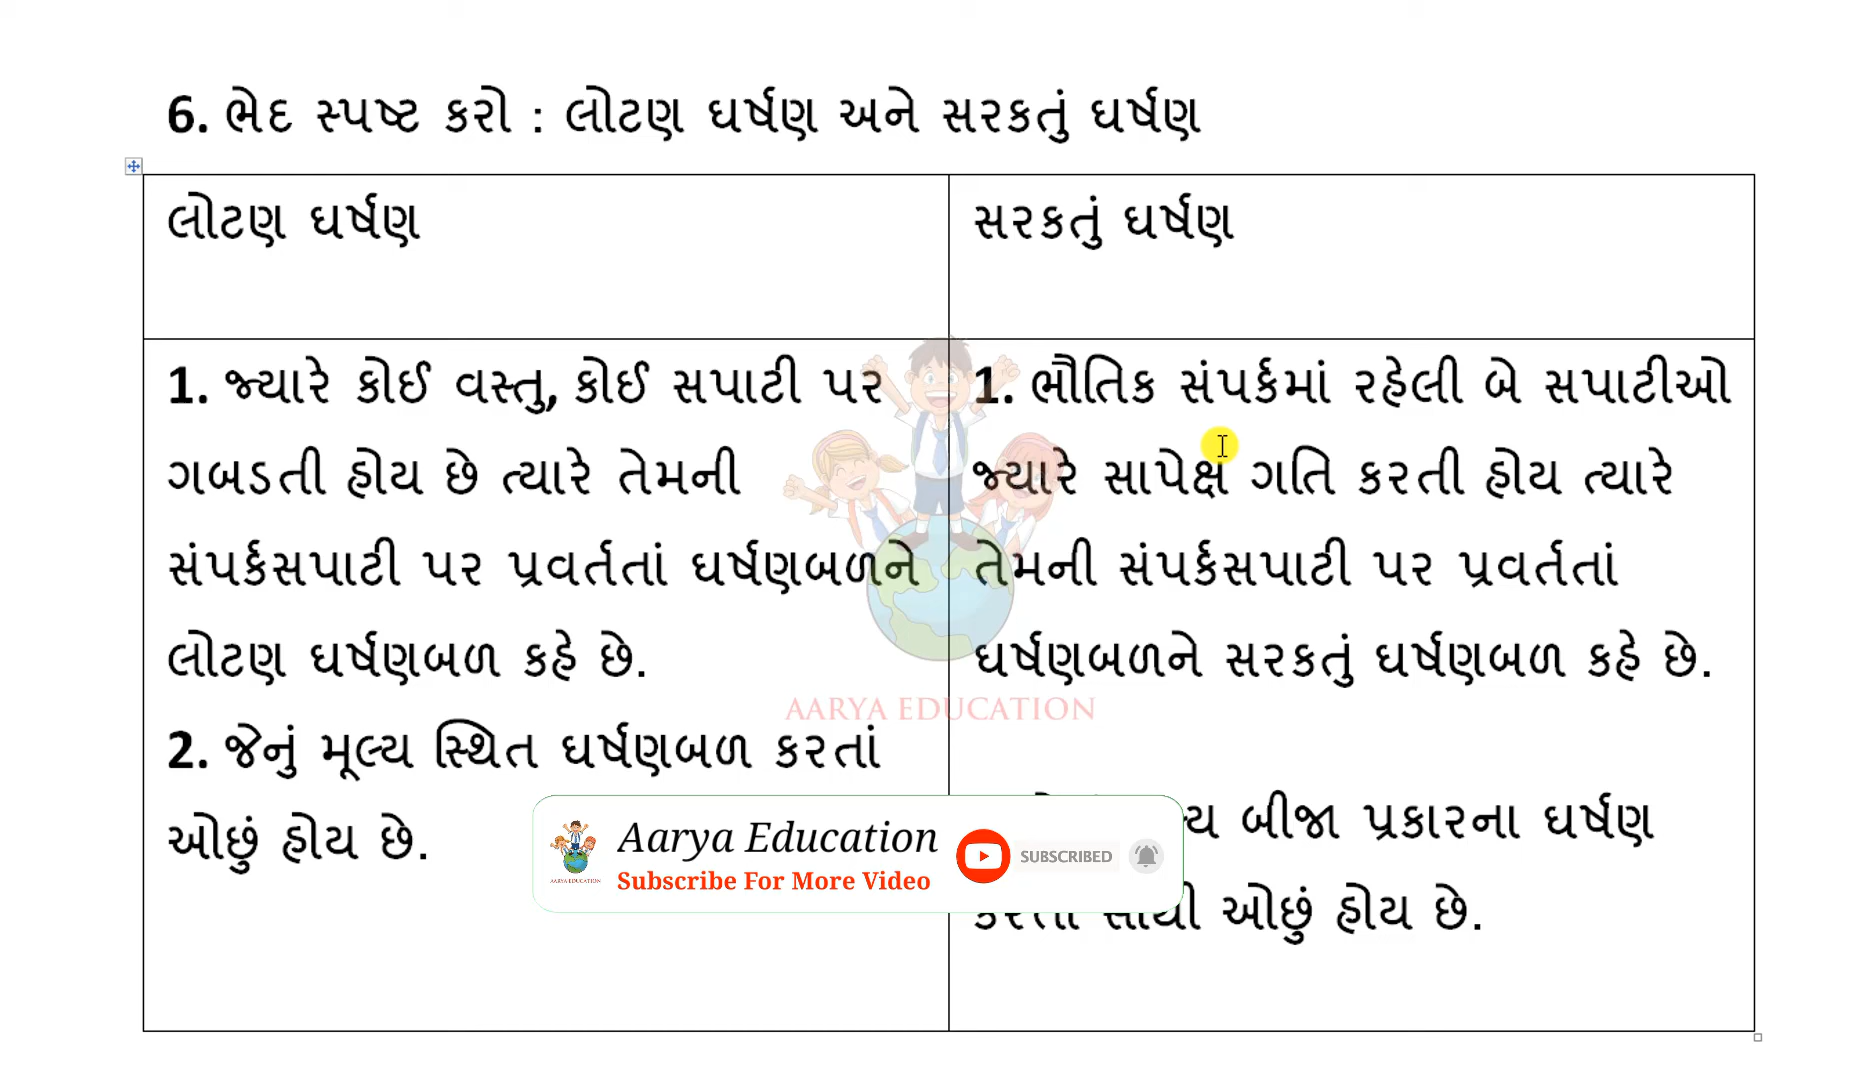 6. ભેદ સ્પષ્ટ કરો : લોટણ ઘર્ષણ અને સરકતું ઘર્ષણ
લોટણ ઘર્ષણ
સરકતું ઘર્ષણ
1. જ્યારે કોઈ વસ્તુ, કોઈ સપાટી પર
ગબડતી હોય છે ત્યારે તેમની
સંપર્કસપાટી પર પ્રવર્તતાં ઘર્ષણબળને
લોટણ ઘર્ષણબળ કહે છે.
2. જેનું મૂલ્ય સ્થિત ઘર્ષણબળ કરતાં
ઓછું હોય છે.
1. ભૌતિક સંપર્કમાં રહેલી બે સપાટીઓ
જ્યારે સાપેક્ષ ગતિ કરતી હોય ત્યારે
તેમની સંપર્કસપાટી પર પ્રવર્તતાં
ઘર્ષણબળને સરકતું ઘર્ષણબળ કહે છે.
બીજા પ્રકારના ઘર્ષણ
ઓછું હોય છે.
AARYA EDUCATION
Aarya Education
Subscribe For More Video
SUBSCRIBED
AARYA EDUCATION